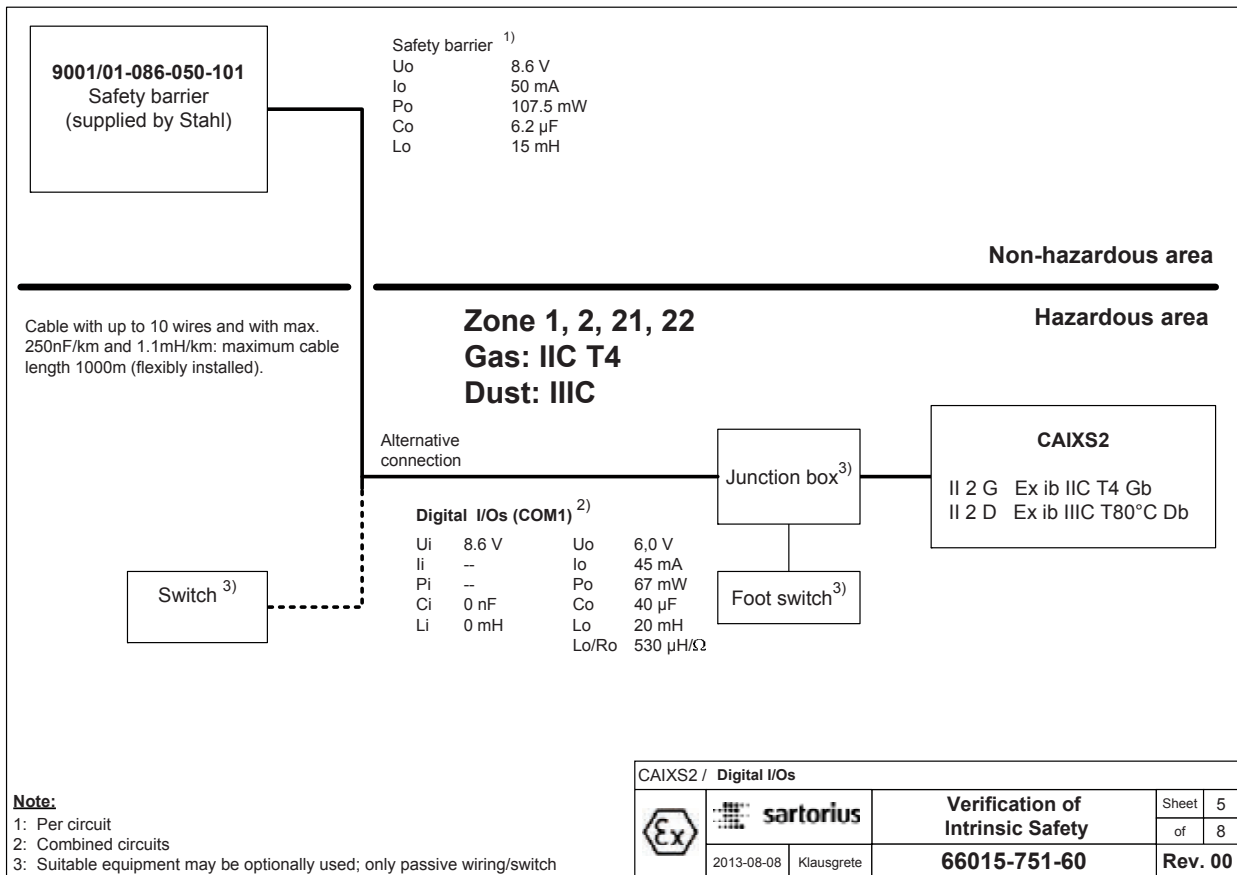 9001/01-086-050-101
Safety barrier
(supplied by Stahl)
Safety barrier 1)
Uo 8.6 V
Io 50 mA
Po 107.5 mW
Co 6.2 µF
Lo 15 mH
Non-hazardous area
Hazardous area
Cable with up to 10 wires and with max.
250nF/km and 1.1mH/km: maximum cable
length 1000m (flexibly installed).
Zone 1, 2, 21, 22
Gas: IIC T4
Dust: IIIC
Alternative
connection
Junction box3)
CAIXS2
II 2 G Ex ib IIC T4 Gb
II 2 D Ex ib IIIC T80°C Db
Digital I/Os (COM1) 2)
Ui 8.6 V Uo 6,0 V
Ii -- Io 45 mA
Pi -- Po 67 mW
Ci 0 nF Co 40 µF
Li 0 mH Lo 20 mH
Lo/Ro 530 µH/Ω
Switch 3)
Foot switch3)
Note:
1: Per circuit
2: Combined circuits
3: Suitable equipment may be optionally used; only passive wiring/switch
CAIXS2 / Digital I/Os
Ex
sartorius
Verification of
Intrinsic Safety
Sheet 5
of 8
2013-08-08 Klausgrete
66015-751-60
Rev. 00